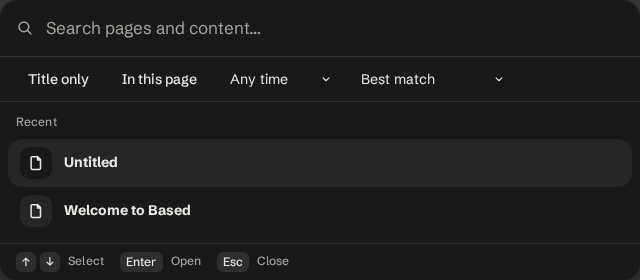 Search pages and content...
Title only In this page Any time Best match
Recent
Untitled
Welcome to Based
↑ ↓ Select Enter Open Esc Close